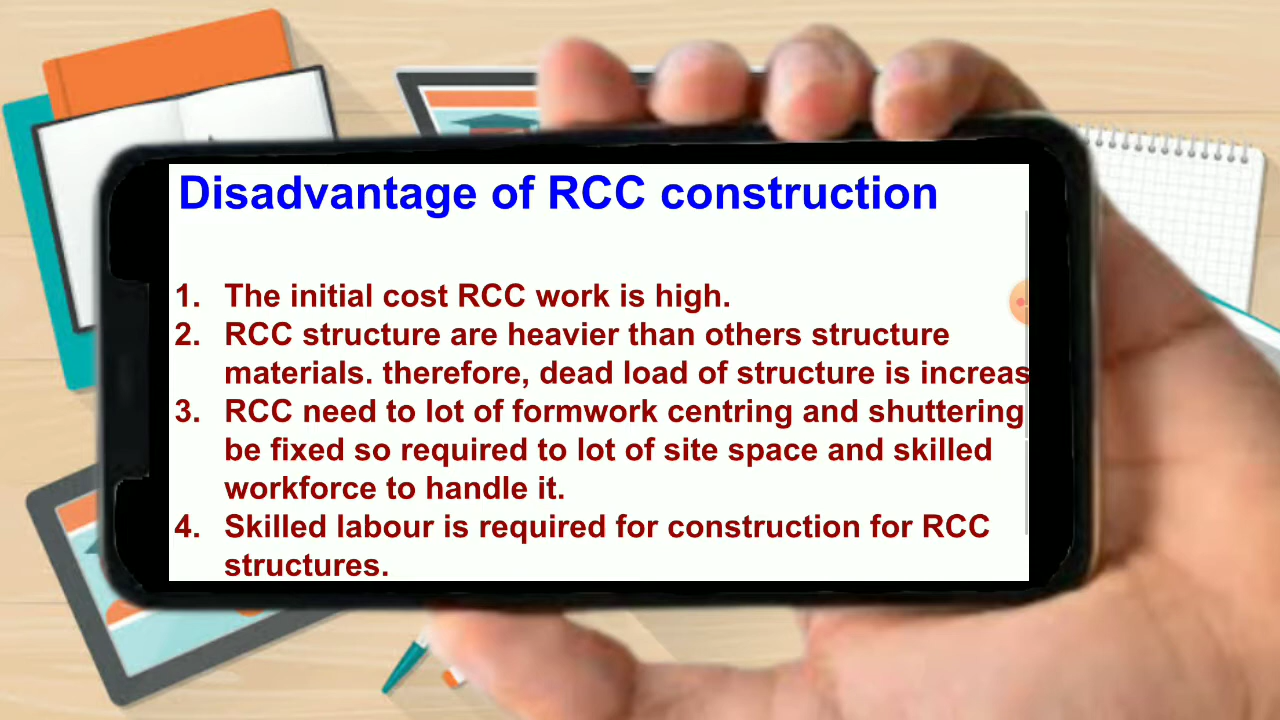 Disadvantage of RCC construction
1. The initial cost RCC work is high.
2. RCC structure are heavier than others structure
materials. therefore, dead load of structure is increas
3. RCC need to lot of formwork centring and shuttering
be fixed so required to lot of site space and skilled
workforce to handle it.
4. Skilled labour is required for construction for RCC
structures.